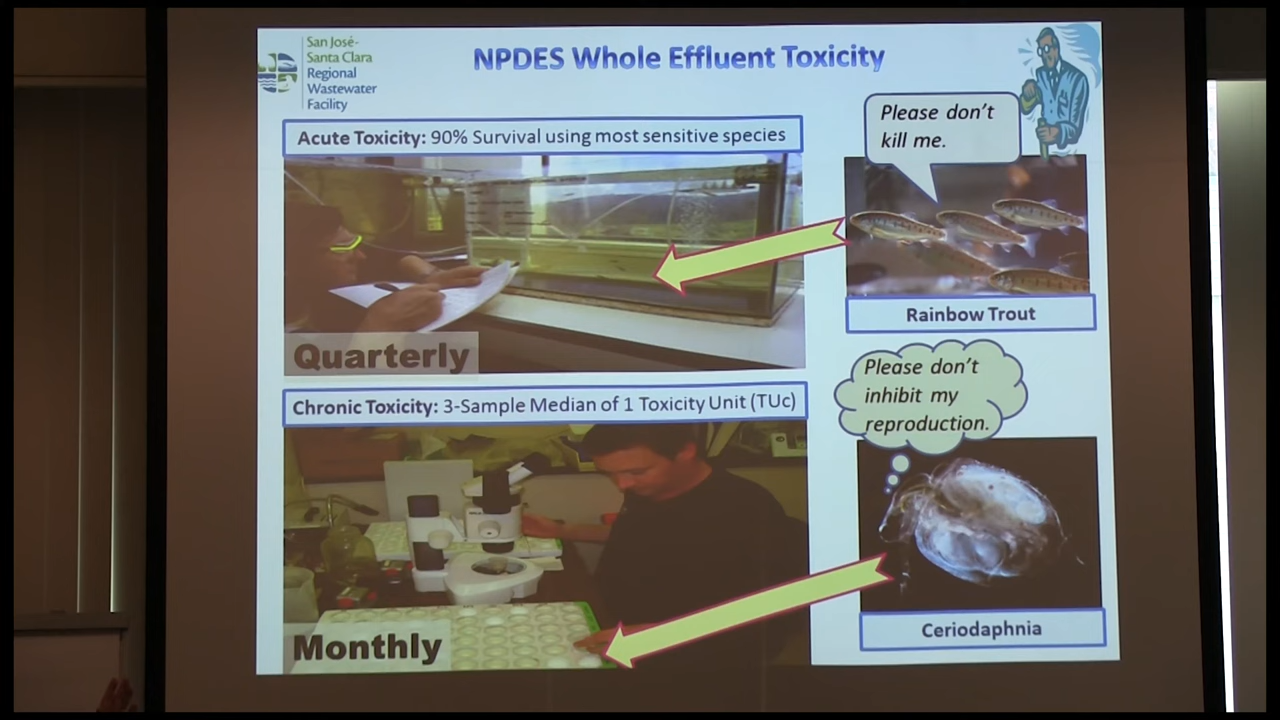 San José-
Santa Clara
Regional
Wastewater
Facility
NPDES Whole Effluent Toxicity
Please don't
kill me.
Acute Toxicity: 90% Survival using most sensitive species
Quarterly
Rainbow Trout
Please don't
inhibit my
reproduction.
Chronic Toxicity: 3-Sample Median of 1 Toxicity Unit (TUc)
Monthly
Ceriodaphnia